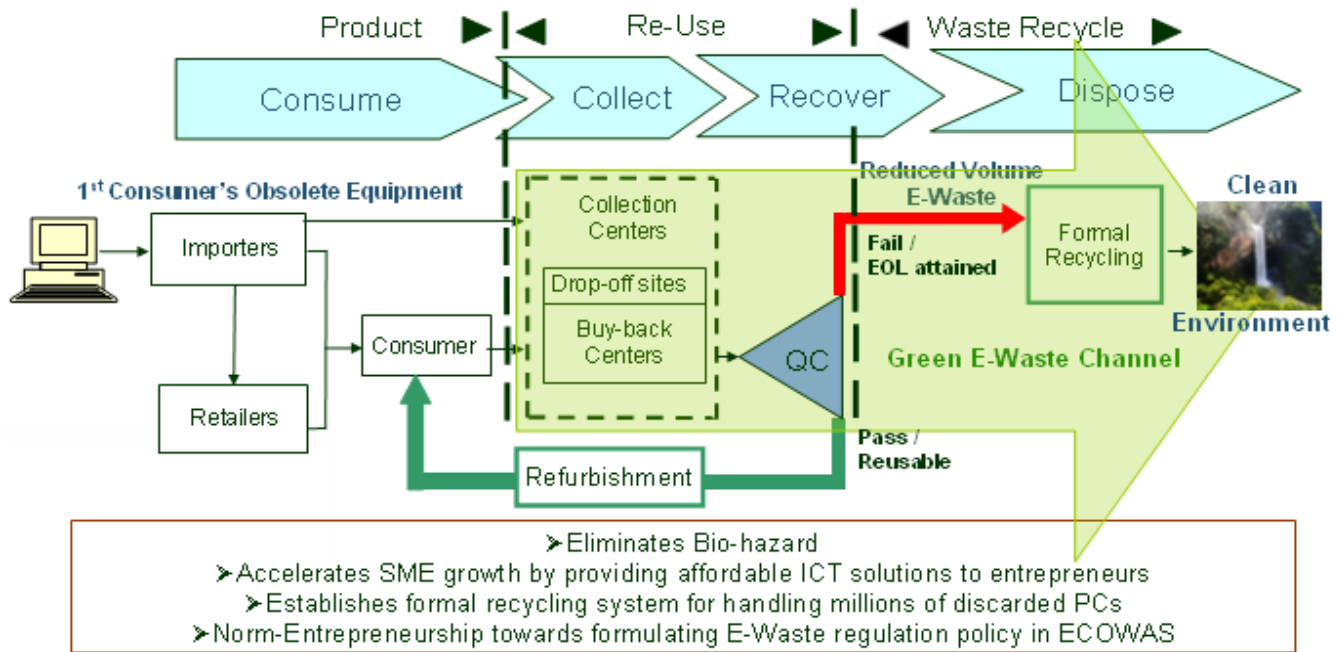 Product
Re-Use
Waste Recycle
Consume
Collect
Recover
Dispose
1st Consumer's Obsolete Equipment
Importers
Retailers
Consumer
Collection
Centers
Drop-off sites
Buy-back
Centers
QC
Reduced Volume
E-Waste
Fail /
EOL attained
Formal
Recycling
Clean
Environment
Green E-Waste Channel
Pass /
Reusable
Refurbishment
➢Eliminates Bio-hazard
➢Accelerates SME growth by providing affordable ICT solutions to entrepreneurs
➢Establishes formal recycling system for handling millions of discarded PCs
➢Norm-Entrepreneurship towards formulating E-Waste regulation policy in ECOWAS